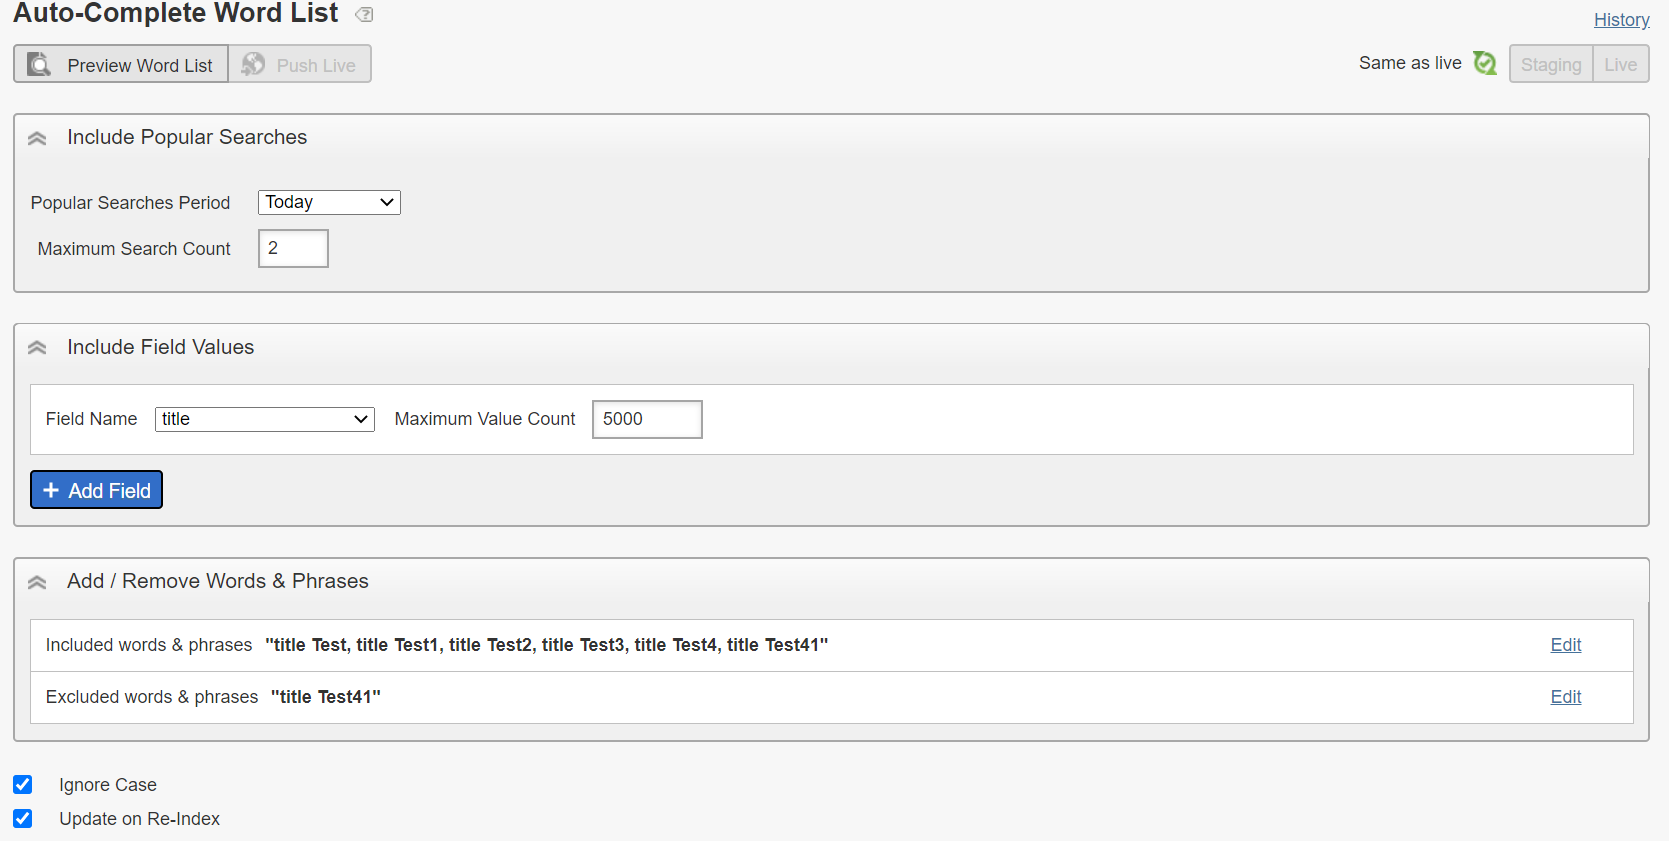 Auto-Complete Word List
History
Preview Word List Push Live
Same as live Staging Live
Include Popular Searches
Popular Searches Period Today
Maximum Search Count 2
Include Field Values
Field Name title Maximum Value Count 5000
+ Add Field
Add / Remove Words & Phrases
Included words & phrases "title Test, title Test1, title Test2, title Test3, title Test4, title Test41" Edit
Excluded words & phrases "title Test41" Edit
Ignore Case
Update on Re-Index